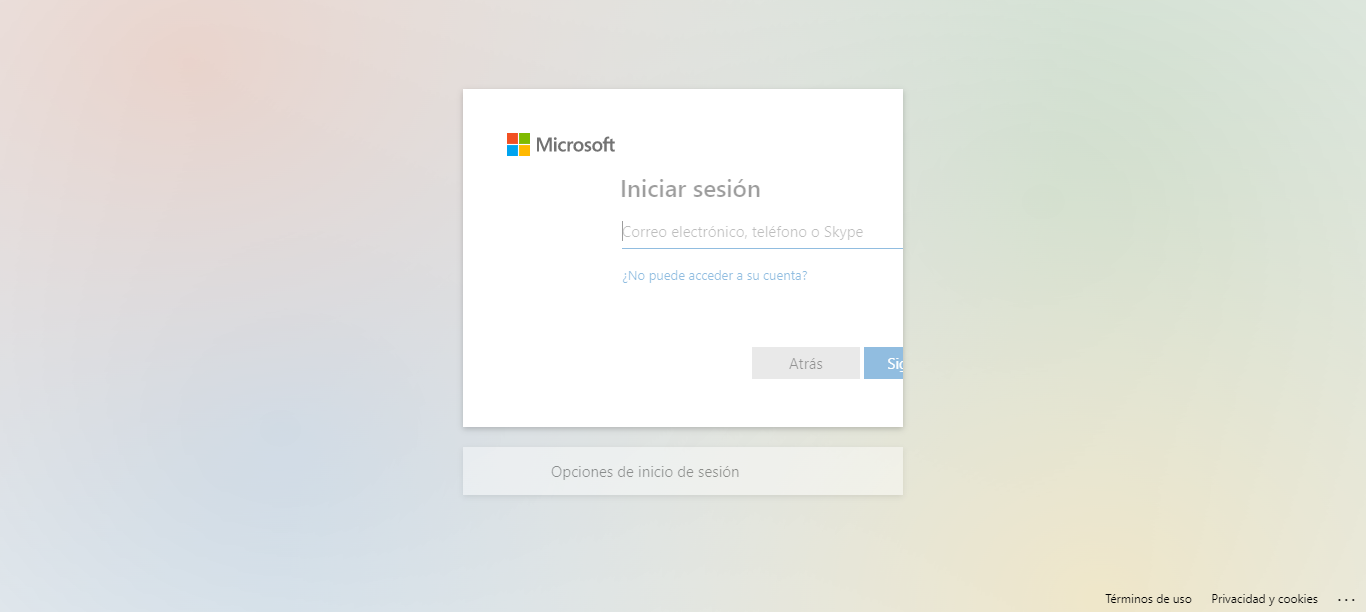 Microsoft
Iniciar sesión
Correo electrónico, teléfono o Skype
¿No puede acceder a su cuenta?
Atrás
Sig
Opciones de inicio de sesión
Términos de uso Privacidad y cookies ...